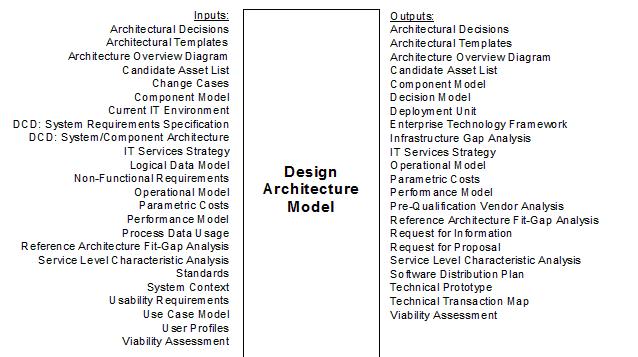 Inputs:
Architectural Decisions
Architectural Templates
Architecture Overview Diagram
Candidate Asset List
Change Cases
Component Model
Current IT Environment
DCD: System Requirements Specification
DCD: System/Component Architecture
IT Services Strategy
Logical Data Model
Non-Functional Requirements
Operational Model
Parametric Costs
Performance Model
Process Data Usage
Reference Architecture Fit-Gap Analysis
Service Level Characteristic Analysis
Standards
System Context
Usability Requirements
Use Case Model
User Profiles
Viability Assessment
Design
Architecture
Model
Outputs:
Architectural Decisions
Architectural Templates
Architecture Overview Diagram
Candidate Asset List
Component Model
Decision Model
Deployment Unit
Enterprise Technology Framework
Infrastructure Gap Analysis
IT Services Strategy
Operational Model
Parametric Costs
Performance Model
Pre-Qualification Vendor Analysis
Reference Architecture Fit-Gap Analysis
Request for Information
Request for Proposal
Service Level Characteristic Analysis
Software Distribution Plan
Technical Prototype
Technical Transaction Map
Viability Assessment